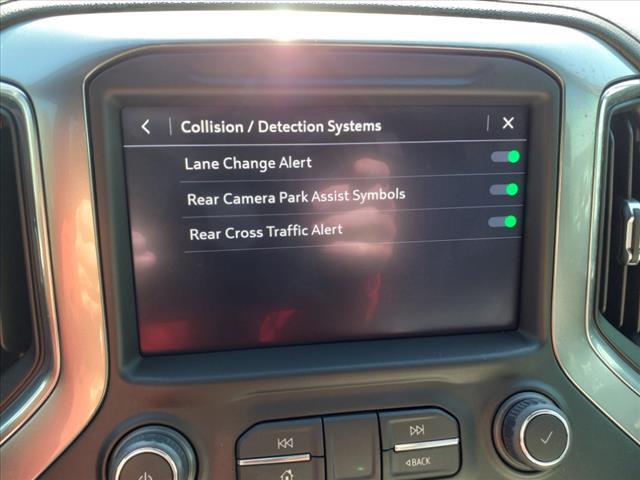 Collision / Detection Systems
Lane Change Alert
Rear Camera Park Assist Symbols
Rear Cross Traffic Alert
BACK